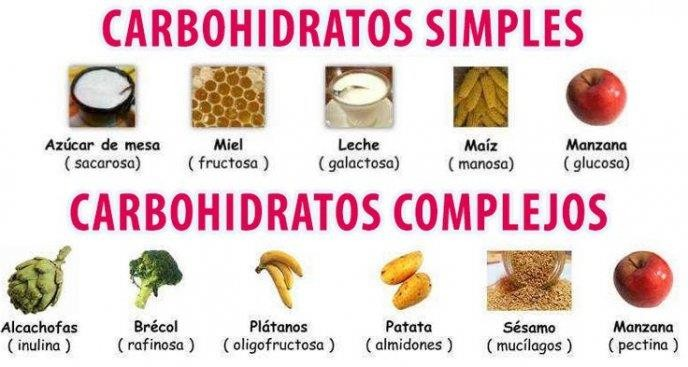 CARBOHIDRATOS SIMPLES
Azúcar de mesa Miel Leche Maíz Manzana
( sacarosa) ( fructosa ) ( galactosa) ( manosa) ( glucosa)
CARBOHIDRATOS COMPLEJOS
Alcachofas Brécol Plátanos Patata Sésamo Manzana
( inulina ) ( rafinosa ) ( oligofructosa ) ( almidones ) ( mucílagos ) ( pectina )